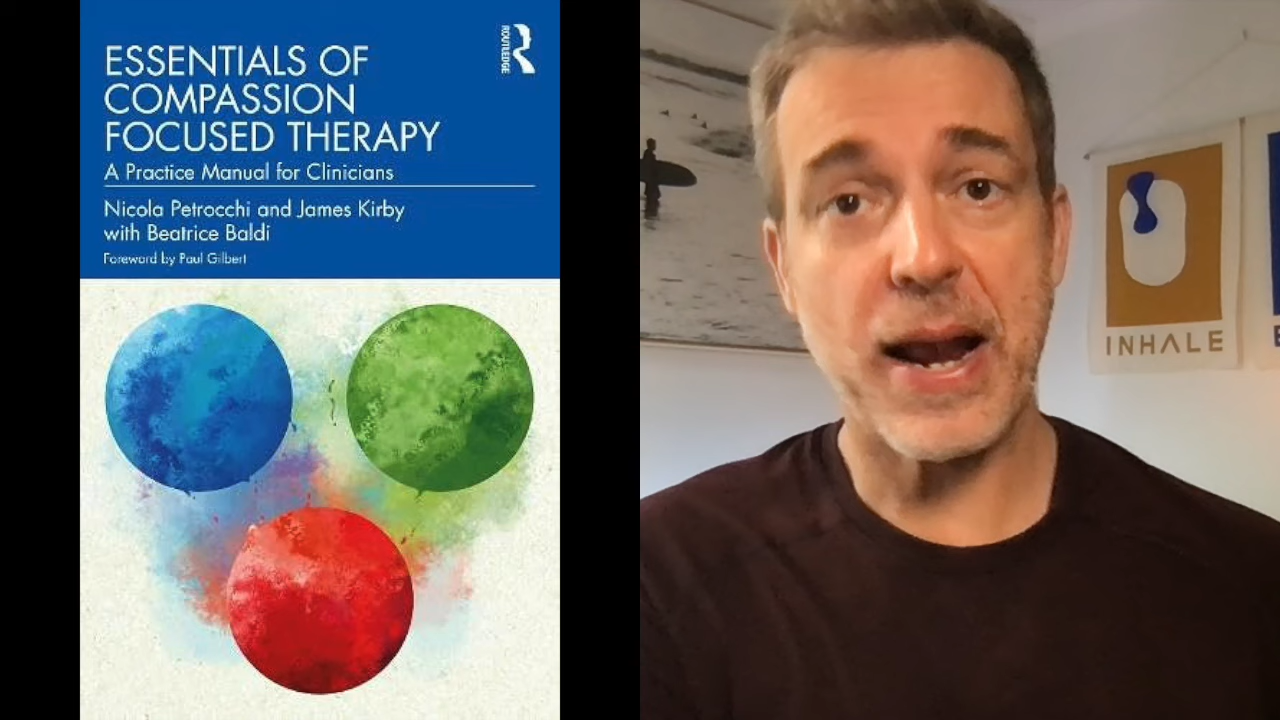 ESSENTIALS OF
COMPASSION
FOCUSED THERAPY
A Practice Manual for Clinicians
Nicola Petrocchi and James Kirby
with Beatrice Baldi
Foreword by Paul Gilbert
ROUTLEDGE
INHALE